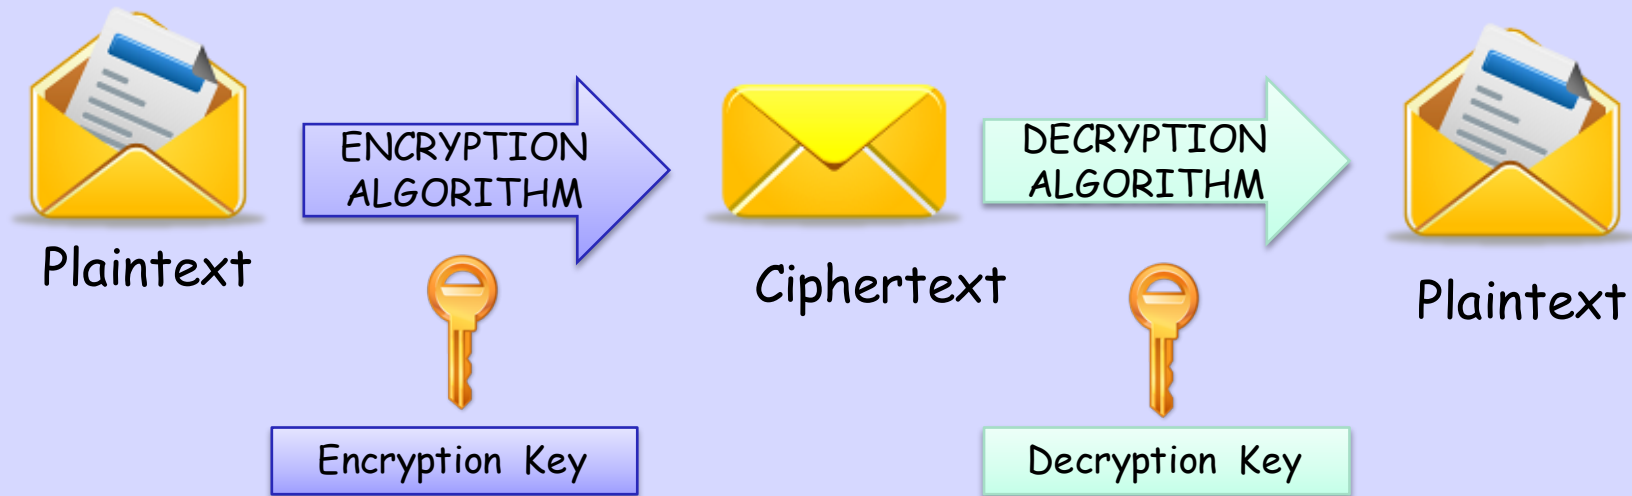 Plaintext
ENCRYPTION
ALGORITHM
Encryption Key
Ciphertext
DECRYPTION
ALGORITHM
Decryption Key
Plaintext